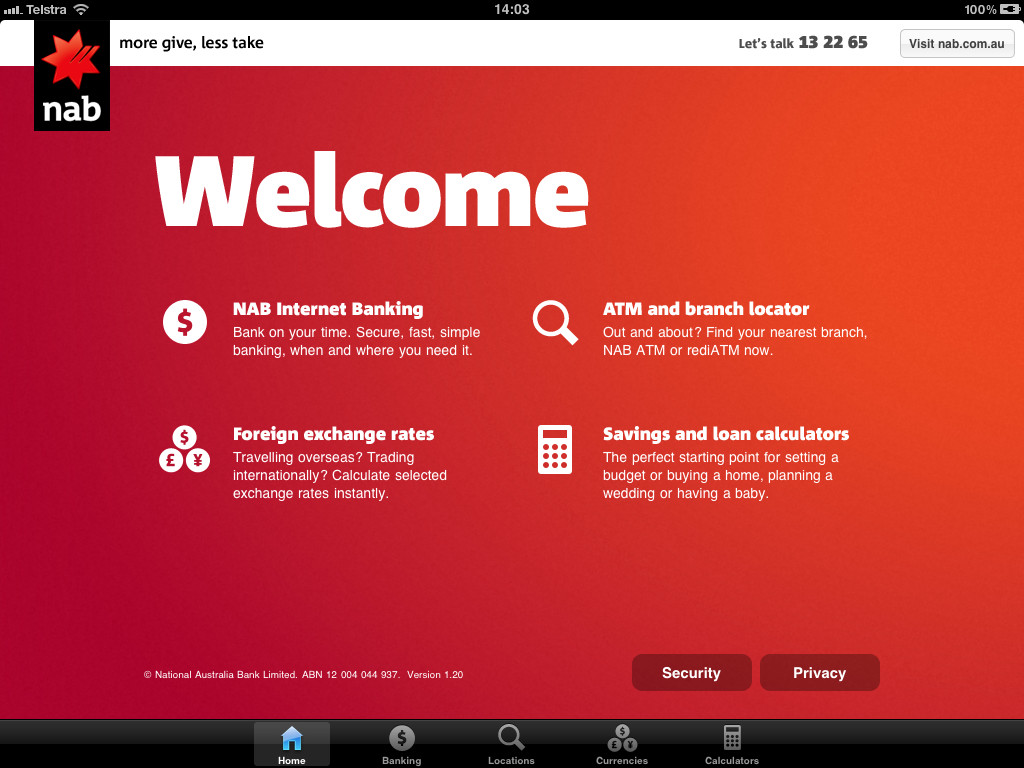 Telstra 14:03 100%
nab
more give, less take
Let's talk 13 22 65
Visit nab.com.au
Welcome
$ NAB Internet Banking
Bank on your time. Secure, fast, simple
banking, when and where you need it.
ATM and branch locator
Out and about? Find your nearest branch,
NAB ATM or rediATM now.
$ £ ¥ Foreign exchange rates
Travelling overseas? Trading
internationally? Calculate selected
exchange rates instantly.
Savings and loan calculators
The perfect starting point for setting a
budget or buying a home, planning a
wedding or having a baby.
© National Australia Bank Limited. ABN 12 004 044 937. Version 1.20
Security
Privacy
$ $ £ ¥
Home Banking Locations Currencies Calculators